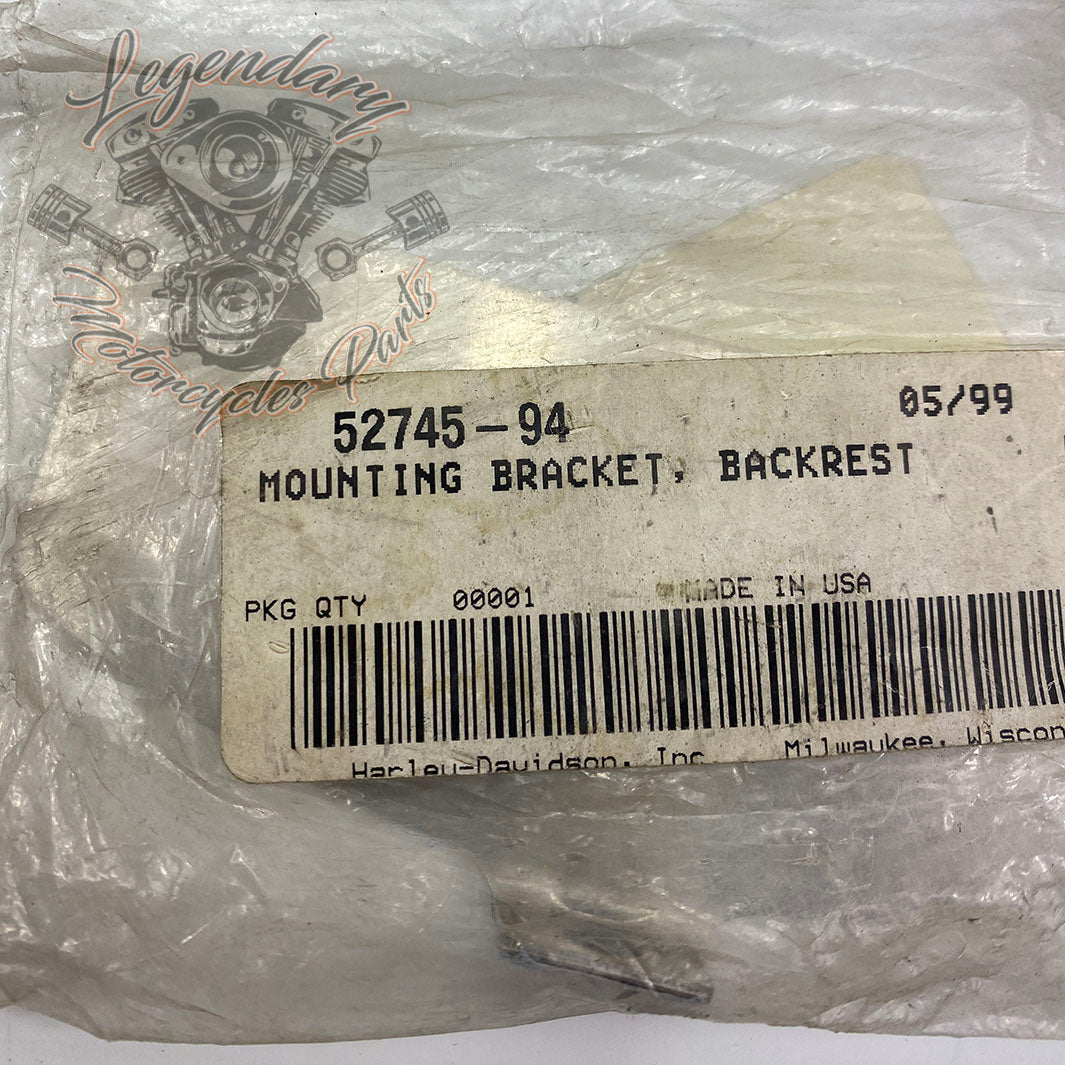 Legendary
Motorcycles Parts
52745-94 05/99
MOUNTING BRACKET, BACKREST
PKG QTY 00001 MADE IN USA
Harley-Davidson, Inc Milwaukee, Wiscon